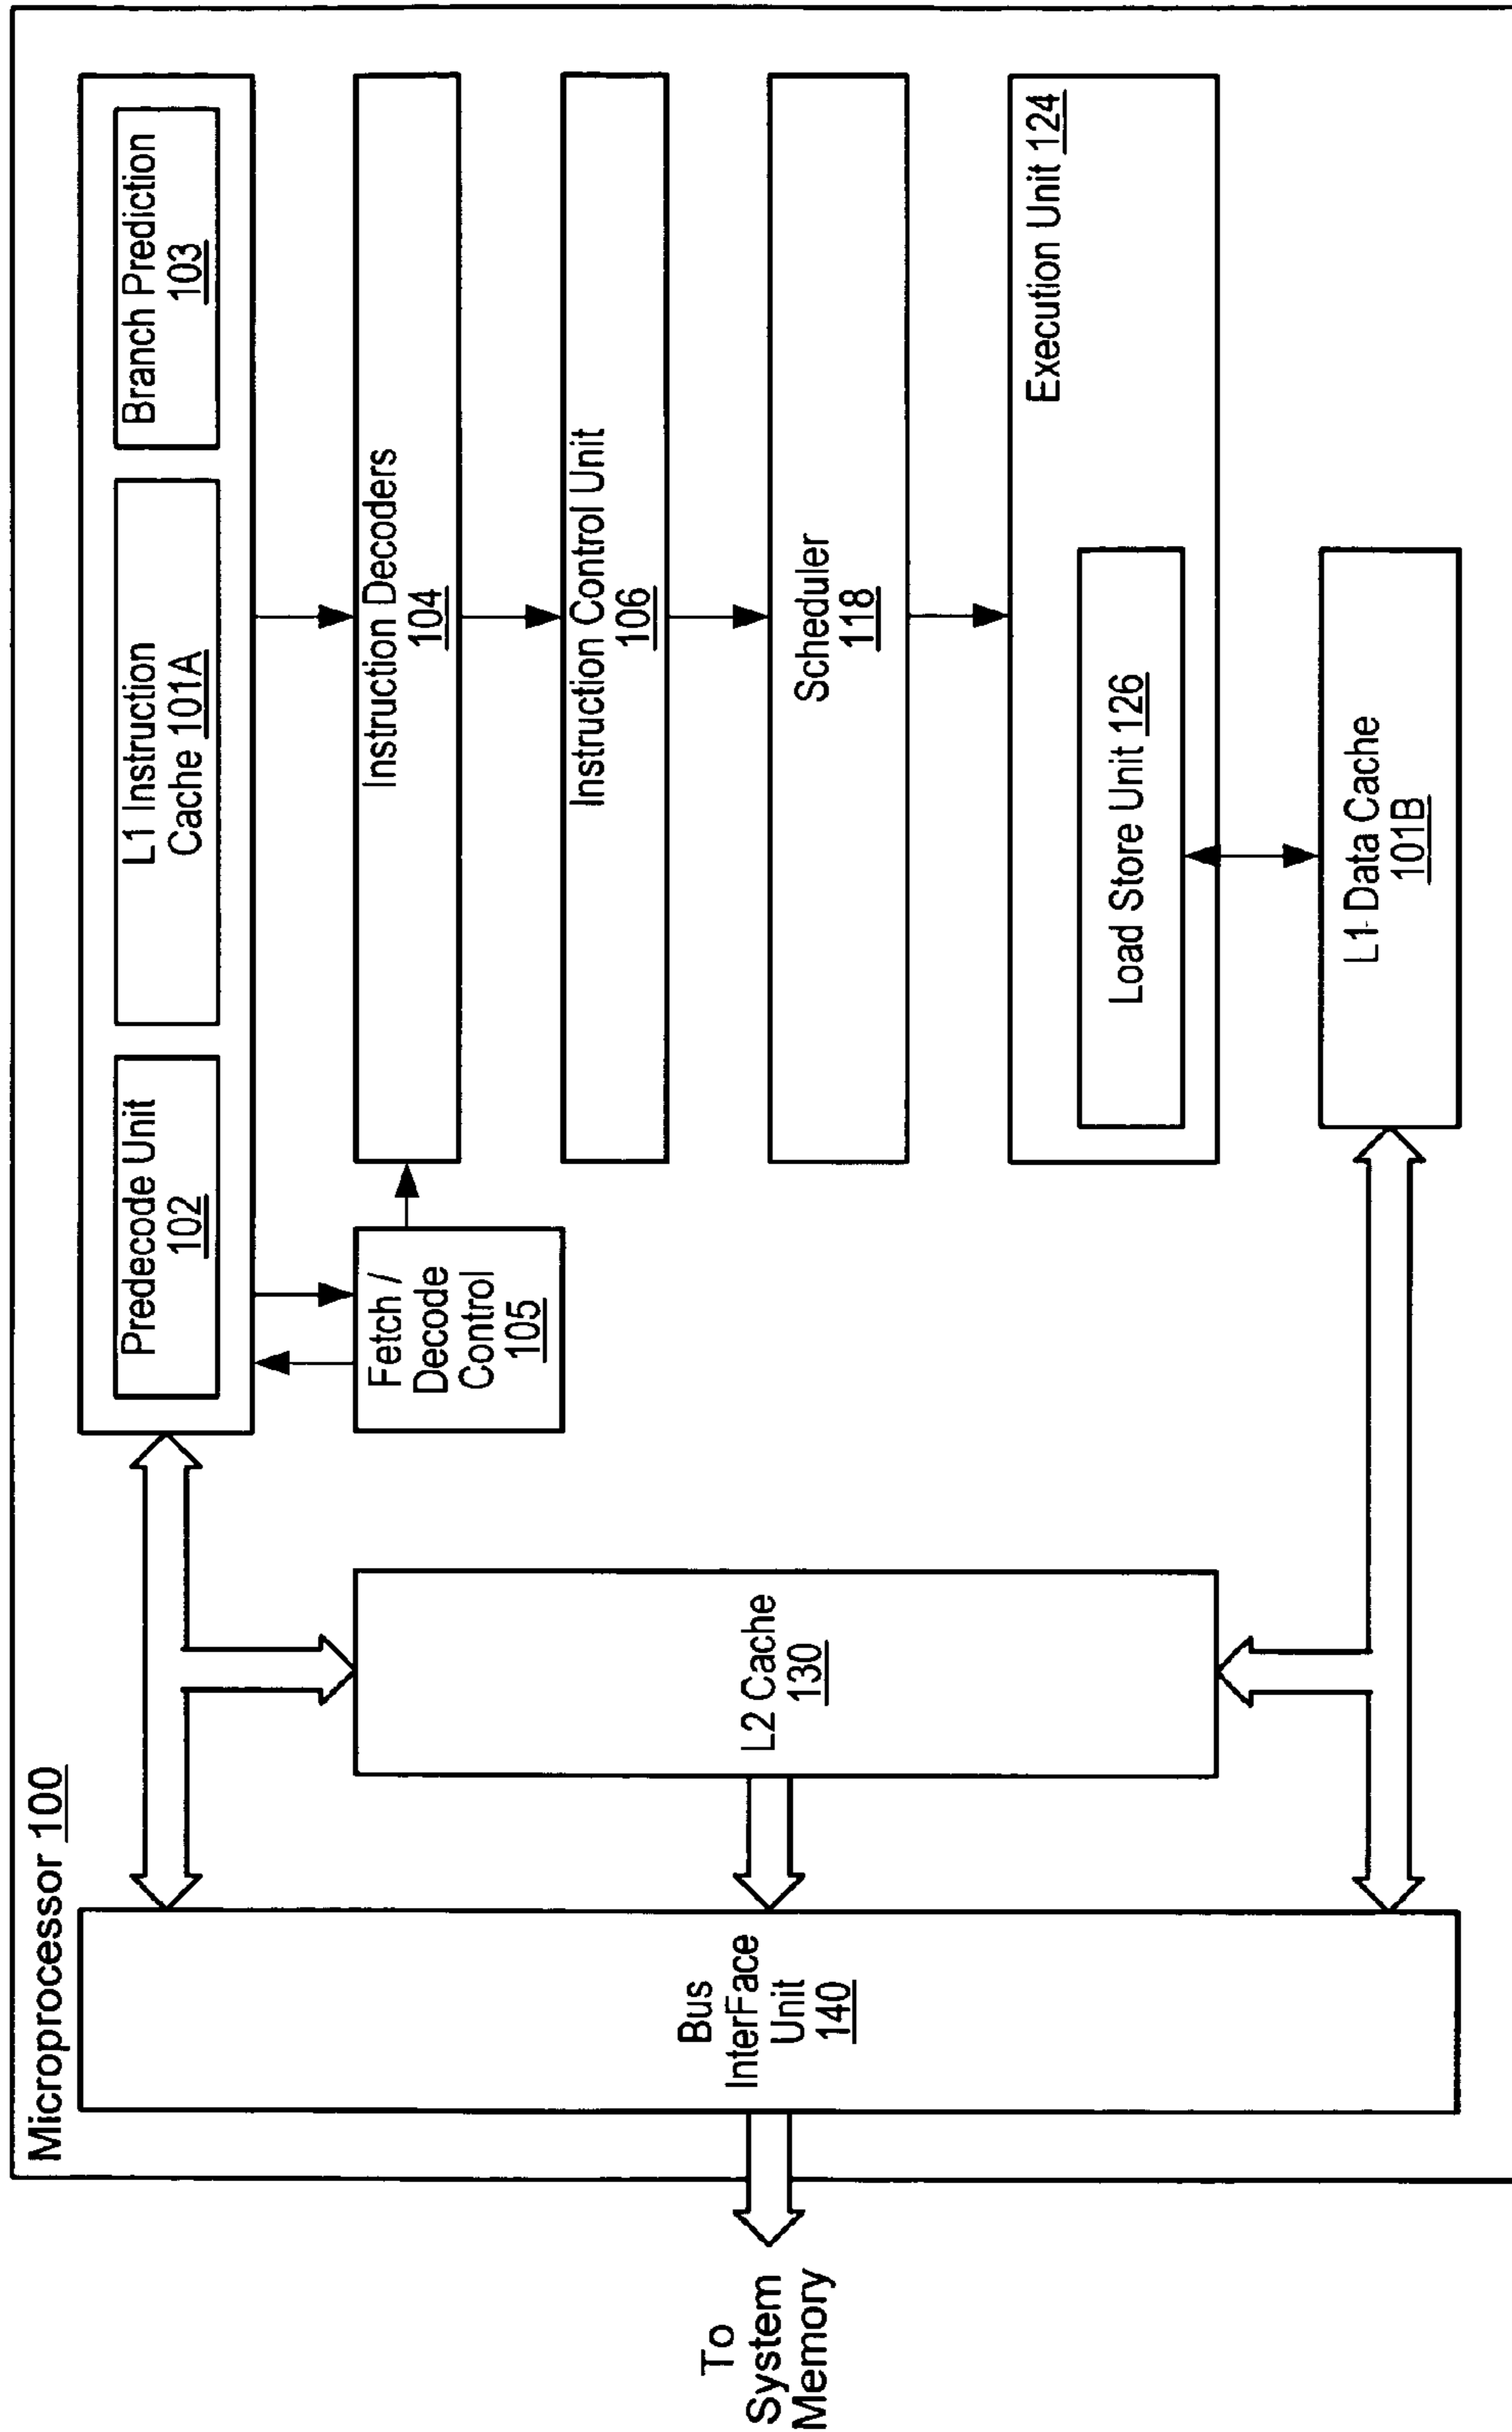 Microprocessor 100
Predecode Unit
102
L1 Instruction
Cache 101A
Branch Prediction
103
Fetch /
Decode
Control
105
Instruction Decoders
104
Instruction Control Unit
106
Scheduler
118
Execution Unit 124
Load Store Unit 126
L1 Data Cache
101B
L2 Cache
130
Bus
InterFace
Unit
140
To
System
Memory